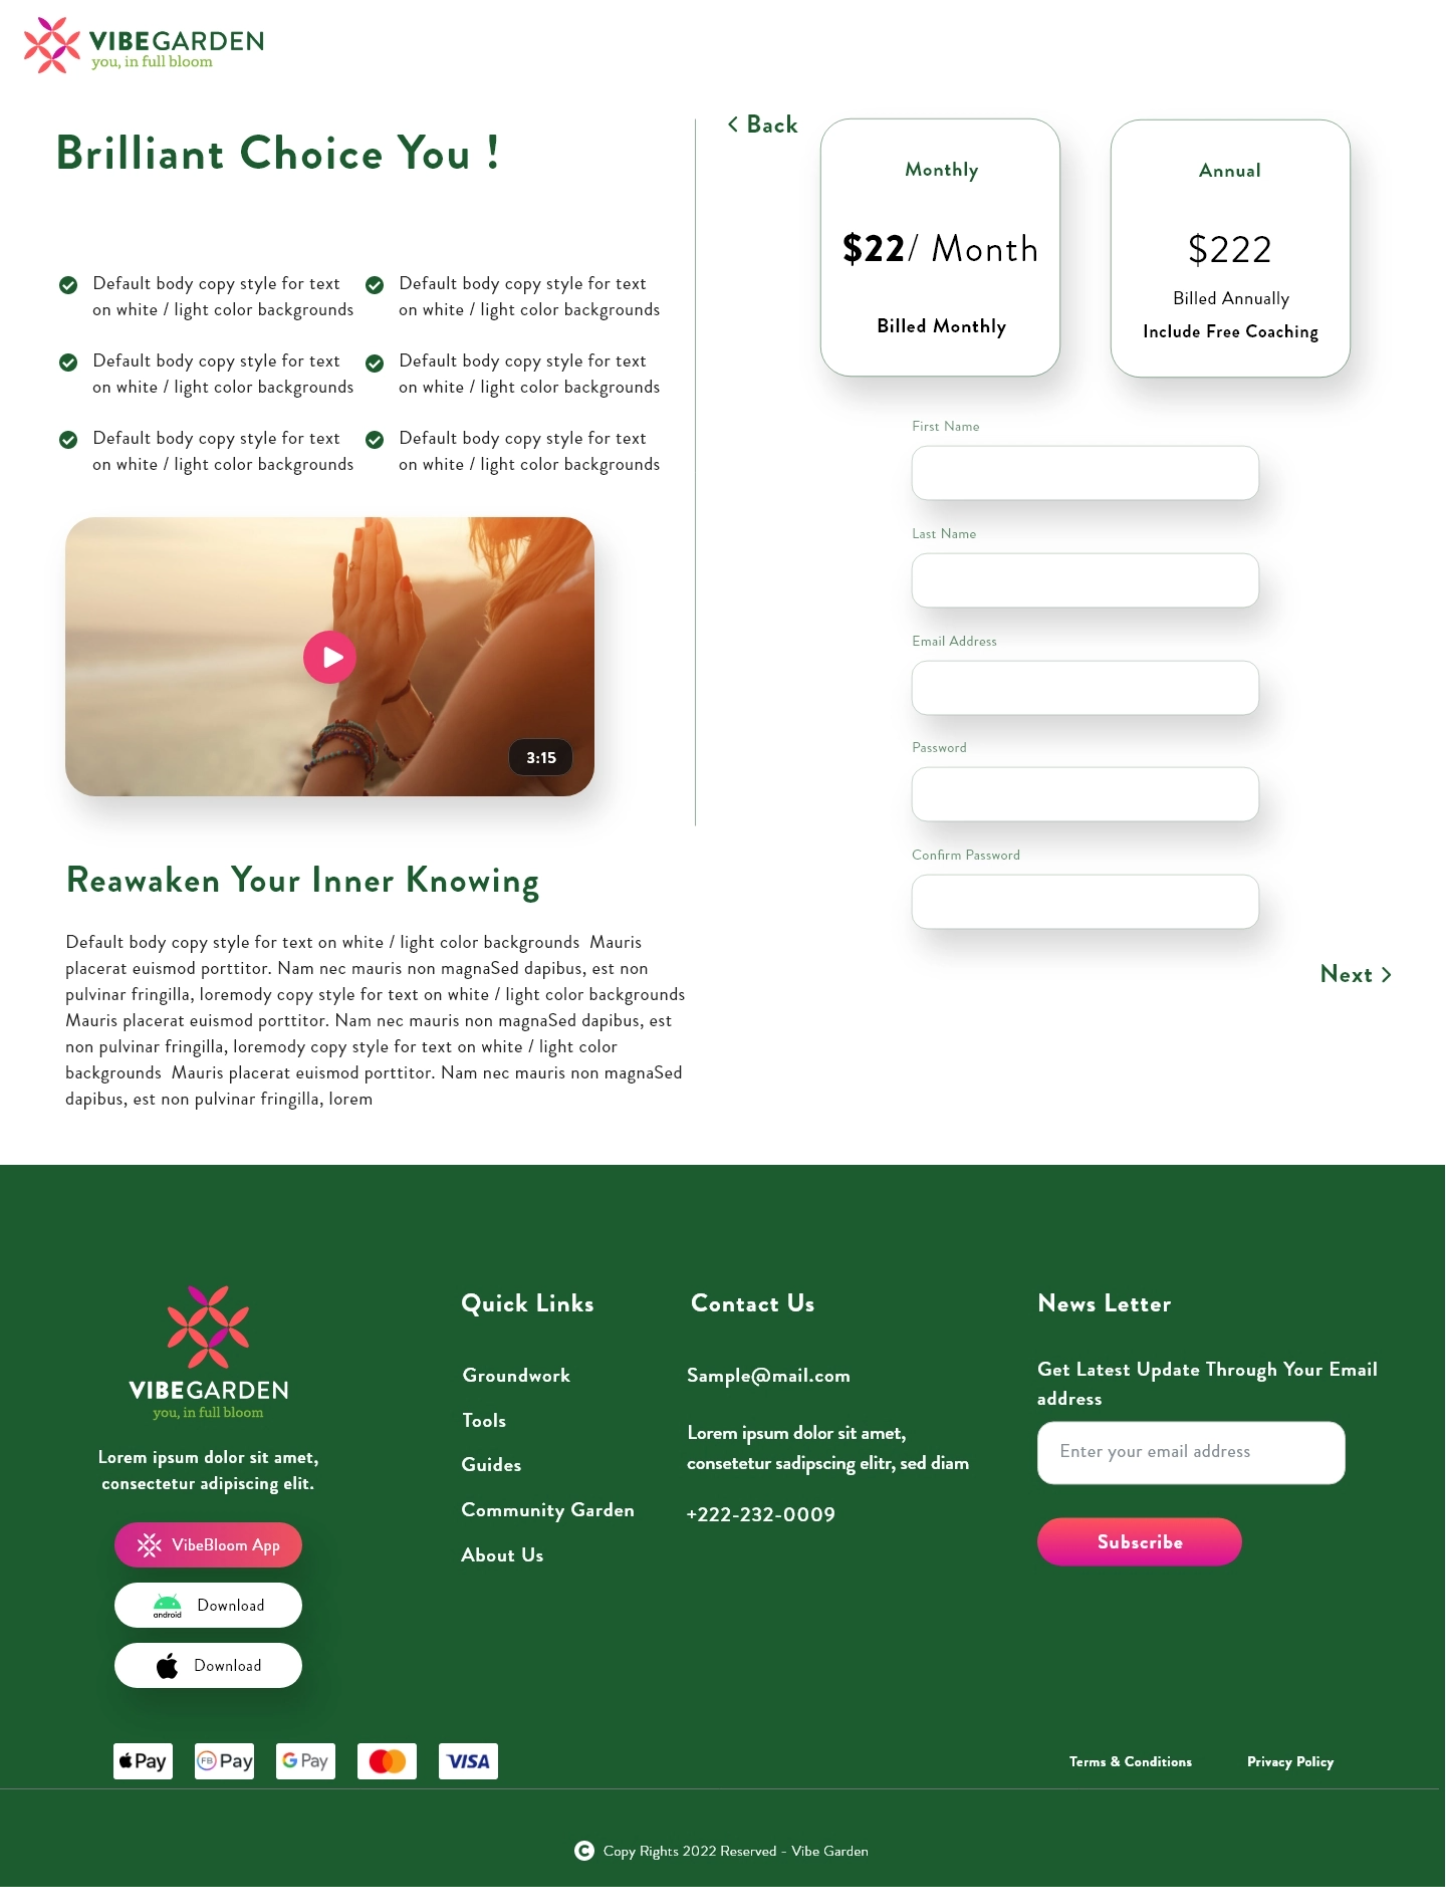 VIBEGARDEN
you, in full bloom
Brilliant Choice You !
Default body copy style for text
on white / light color backgrounds
Default body copy style for text
on white / light color backgrounds
Default body copy style for text
on white / light color backgrounds
Default body copy style for text
on white / light color backgrounds
Default body copy style for text
on white / light color backgrounds
Default body copy style for text
on white / light color backgrounds
3:15
Reawaken Your Inner Knowing
Default body copy style for text on white / light color backgrounds  Mauris
placerat euismod porttitor. Nam nec mauris non magnaSed dapibus, est non
pulvinar fringilla, loremody copy style for text on white / light color backgrounds
Mauris placerat euismod porttitor. Nam nec mauris non magnaSed dapibus, est
non pulvinar fringilla, loremody copy style for text on white / light color
backgrounds  Mauris placerat euismod porttitor. Nam nec mauris non magnaSed
dapibus, est non pulvinar fringilla, lorem
Back
Monthly
$22/ Month
Billed Monthly
Annual
$222
Billed Annually
Include Free Coaching
First Name
Last Name
Email Address
Password
Confirm Password
Next
VIBEGARDEN
you, in full bloom
Lorem ipsum dolor sit amet,
consectetur adipiscing elit.
VibeBloom App
android
Download
Download
Quick Links
Groundwork
Tools
Guides
Community Garden
About Us
Contact Us
Sample@mail.com
Lorem ipsum dolor sit amet,
consetetur sadipscing elitr, sed diam
+222-232-0009
News Letter
Get Latest Update Through Your Email
address
Enter your email address
Subscribe
Pay
FB Pay
G Pay
VISA
Terms & Conditions
Privacy Policy
C Copy Rights 2022 Reserved - Vibe Garden